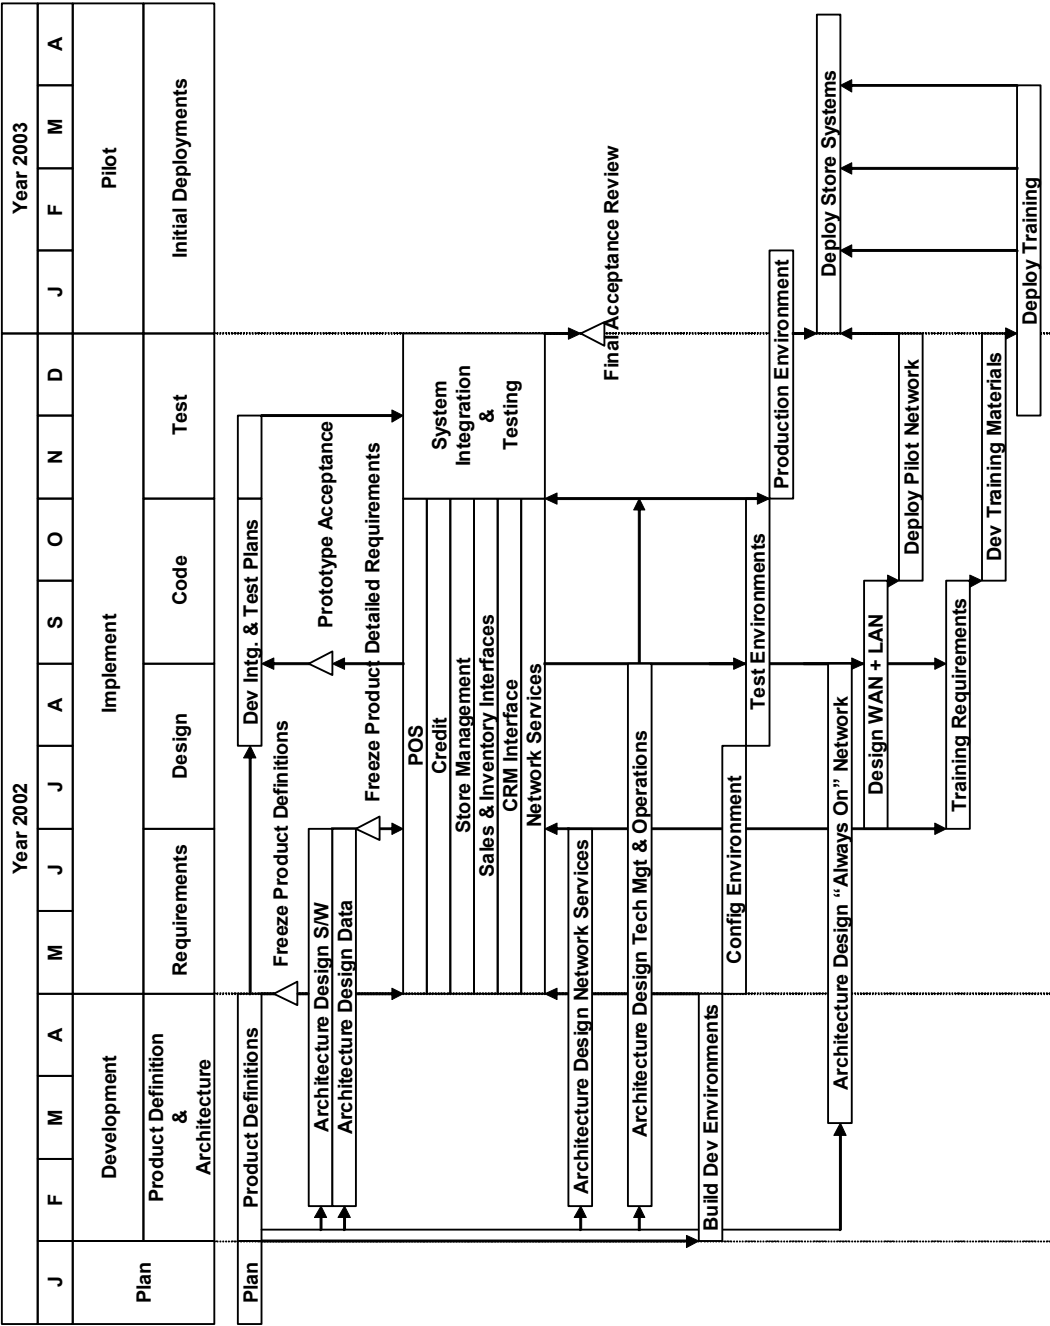 Year 2002
Year 2003
J
F
M
A
M
J
J
A
S
O
N
D
J
F
M
A
Plan
Development
Implement
Pilot
Product Definition
&
Architecture
Requirements
Design
Code
Test
Initial Deployments
Plan
Product Definitions
Dev Intg. & Test Plans
Freeze Product Definitions
Prototype Acceptance
Architecture Design S/W
Architecture Design Data
Freeze Product Detailed Requirements
POS
Credit
Store Management
Sales & Inventory Interfaces
CRM Interface
Network Services
System
Integration
&
Testing
Architecture Design Network Services
Final Acceptance Review
Architecture Design Tech Mgt & Operations
Build Dev Environments
Config Environment
Test Environments
Production Environment
Deploy Store Systems
Architecture Design “Always On” Network
Design WAN + LAN
Deploy Pilot Network
Training Requirements
Dev Training Materials
Deploy Training